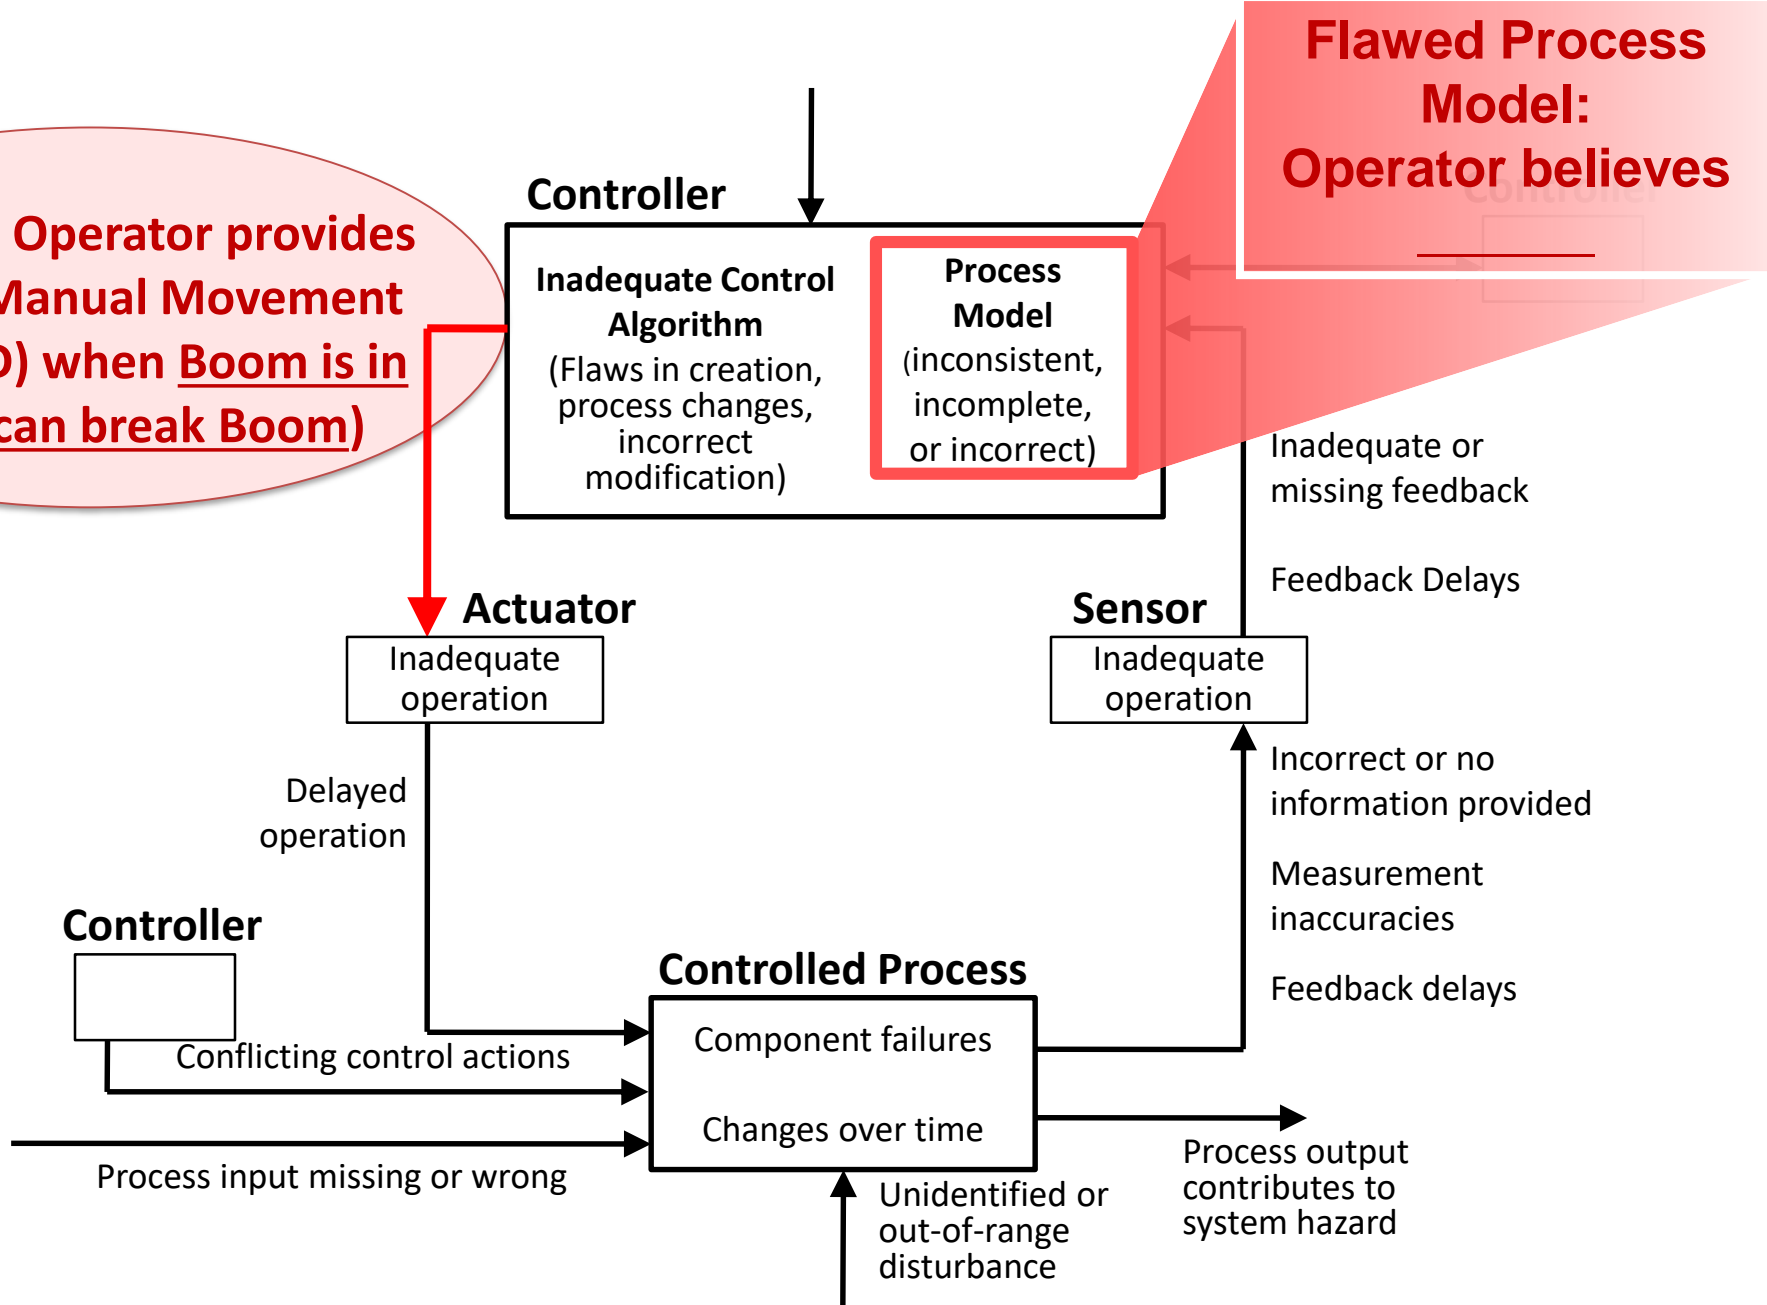 Flawed Process
Model:
Operator believes
______
Controller
Controller
Operator provides
Manual Movement
) when Boom is in
can break Boom)
Inadequate Control
Algorithm
(Flaws in creation,
process changes,
incorrect
modification)
Process
Model
(inconsistent,
incomplete,
or incorrect)
Inadequate or
missing feedback
Feedback Delays
Actuator
Inadequate
operation
Sensor
Inadequate
operation
Delayed
operation
Incorrect or no
information provided
Measurement
inaccuracies
Feedback delays
Controller
Controlled Process
Component failures
Changes over time
Conflicting control actions
Process input missing or wrong
Unidentified or
out-of-range
disturbance
Process output
contributes to
system hazard